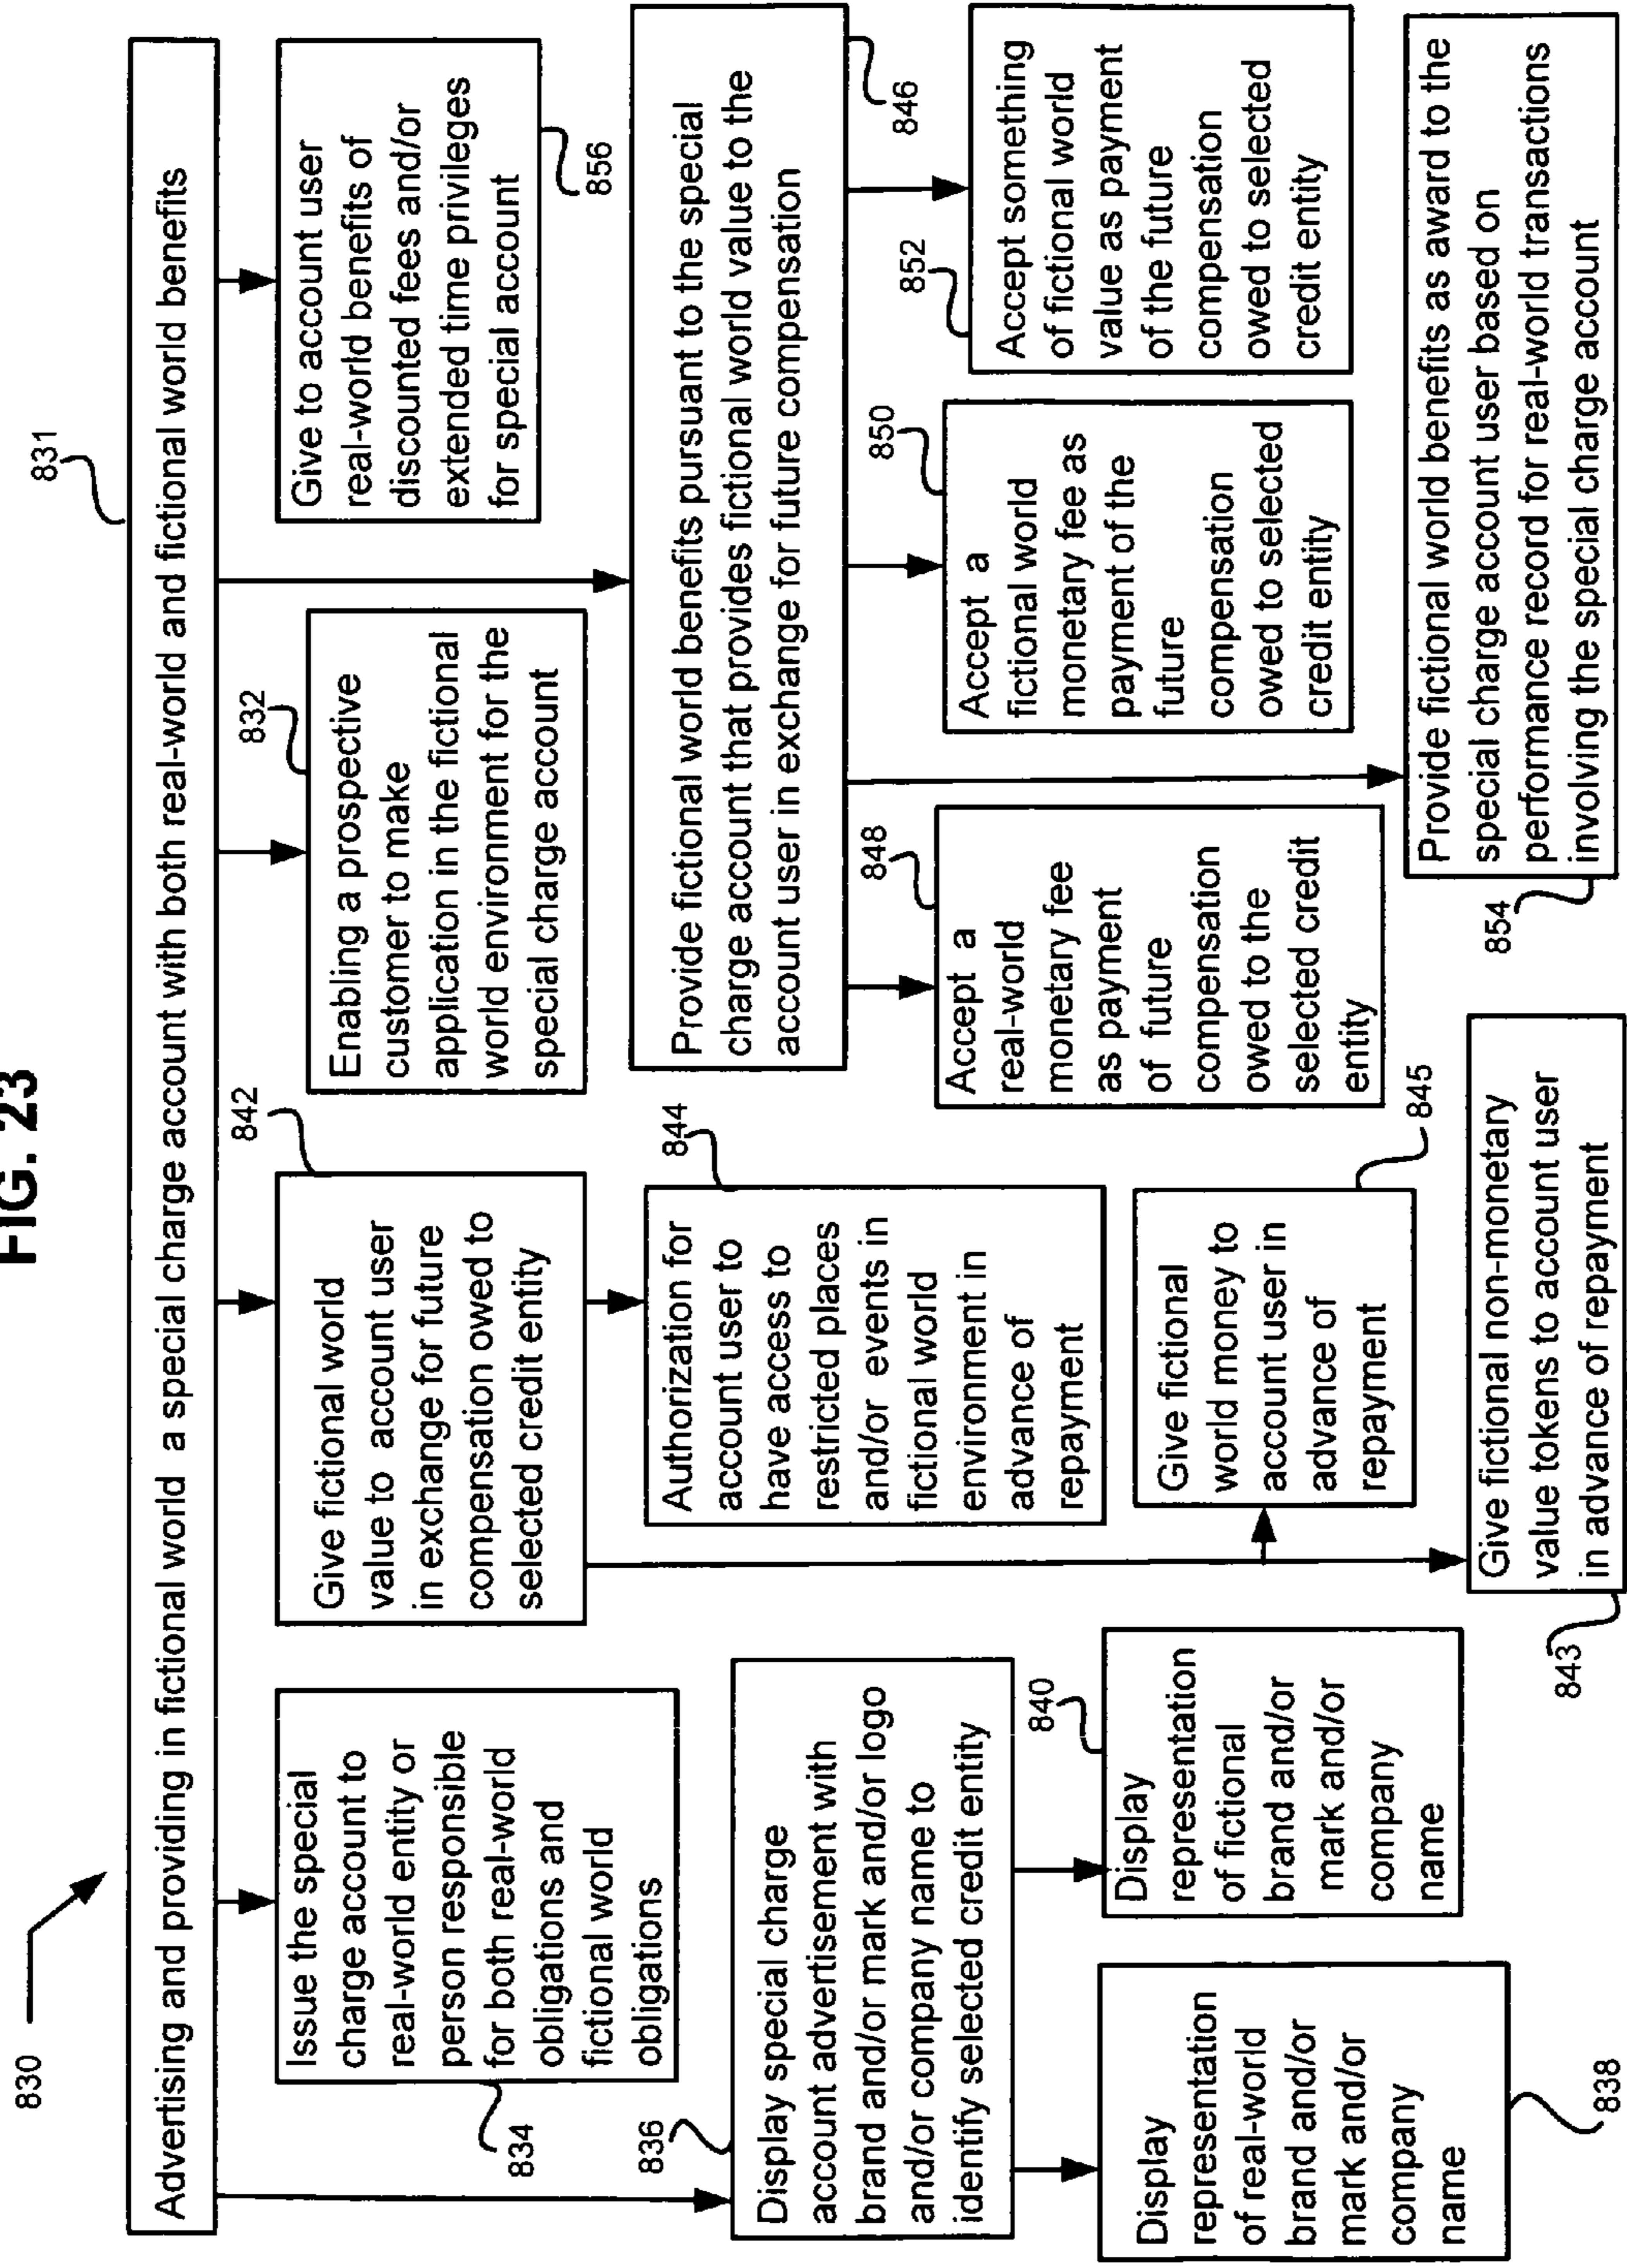 FIG. 23
830
831
Advertising and providing in fictional world a special charge account with both real-world and fictional world benefits
Issue the special
charge account to
real-world entity or
person responsible
for both real-world
obligations and
fictional world
obligations
834
842
Give fictional world
value to account user
in exchange for future
compensation owed to
selected credit entity
832
Enabling a prospective
customer to make
application in the fictional
world environment for the
special charge account
Give to account user
real-world benefits of
discounted fees and/or
extended time privileges
for special account
856
836
Display special charge
account advertisement with
brand and/or mark and/or logo
and/or company name to
identify selected credit entity
844
Authorization for
account user to
have access to
restricted places
and/or events in
fictional world
environment in
advance of
repayment
Provide fictional world benefits pursuant to the special
charge account that provides fictional world value to the
account user in exchange for future compensation
846
Display
representation
of real-world
brand and/or
mark and/or
company
name
838
840
Display
representation
of fictional
brand and/or
mark and/or
company
name
Give fictional
world money to
account user in
advance of
repayment
845
848
Accept a
real-world
monetary fee
as payment
of future
compensation
owed to the
selected credit
entity
850
Accept a
fictional world
monetary fee as
payment of the
future
compensation
owed to selected
credit entity
852
Accept something
of fictional world
value as payment
of the future
compensation
owed to selected
credit entity
843
Give fictional non-monetary
value tokens to account user
in advance of repayment
854
Provide fictional world benefits as award to the
special charge account user based on
performance record for real-world transactions
involving the special charge account